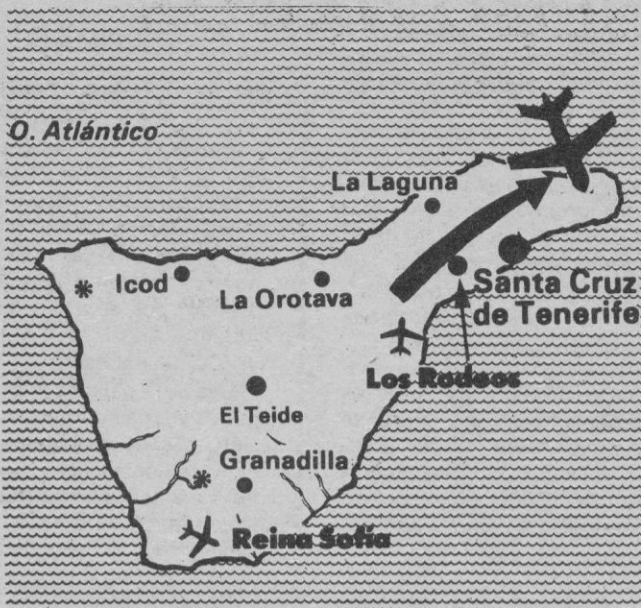 O. Atlántico
La Laguna
Icod
La Orotava
Santa Cruz
de Tenerife
Los Rodeos
El Teide
Granadilla
Reina Sofía